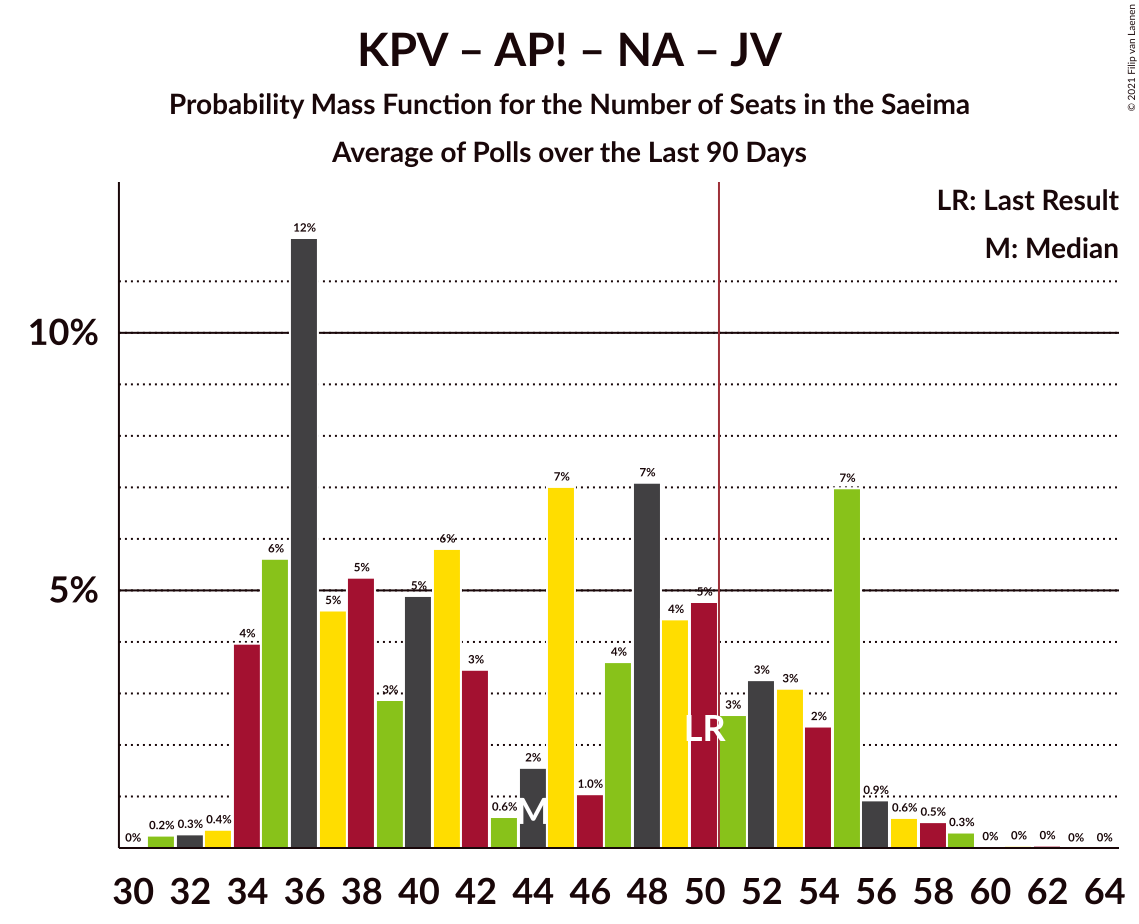 KPV – AP! – NA – JV
Probability Mass Function for the Number of Seats in the Saeima
Average of Polls over the Last 90 Days
© 2021 Filip van Laenen
LR: Last Result
M: Median
10%
5%
0% 0.2% 0.3% 0.4% 4% 6% 12% 5% 5% 3% 5% 6% 3% 0.6% 2% 7% 1.0% 4% 7% 4% 5% 3% 3% 3% 2% 7% 0.9% 0.6% 0.5% 0.3% 0% 0% 0% 0% 0%
LR
M
30 32 34 36 38 40 42 44 46 48 50 52 54 56 58 60 62 64